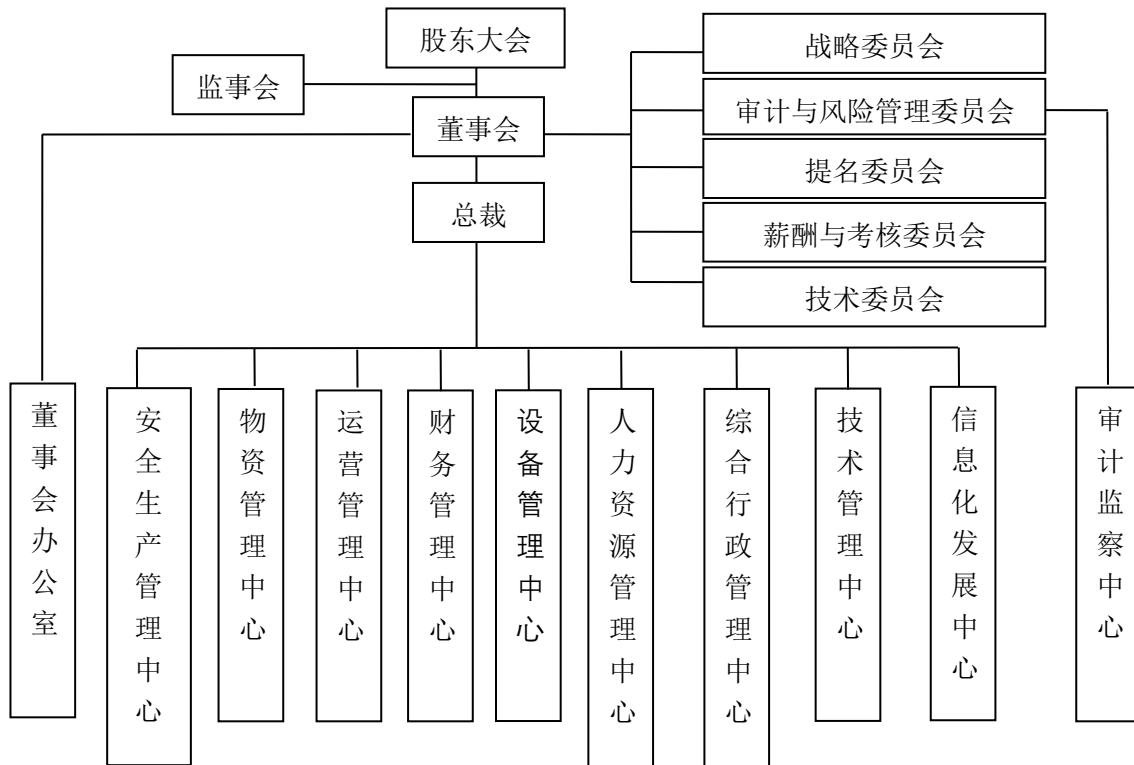 股东大会
监事会
董事会
总裁
战略委员会
审计与风险管理委员会
提名委员会
薪酬与考核委员会
技术委员会
董事会办公室
安全生产管理中心
物资管理中心
运营管理中心
财务管理中心
设备管理中心
人力资源管理中心
综合行政管理中心
技术管理中心
信息化发展中心
审计监察中心